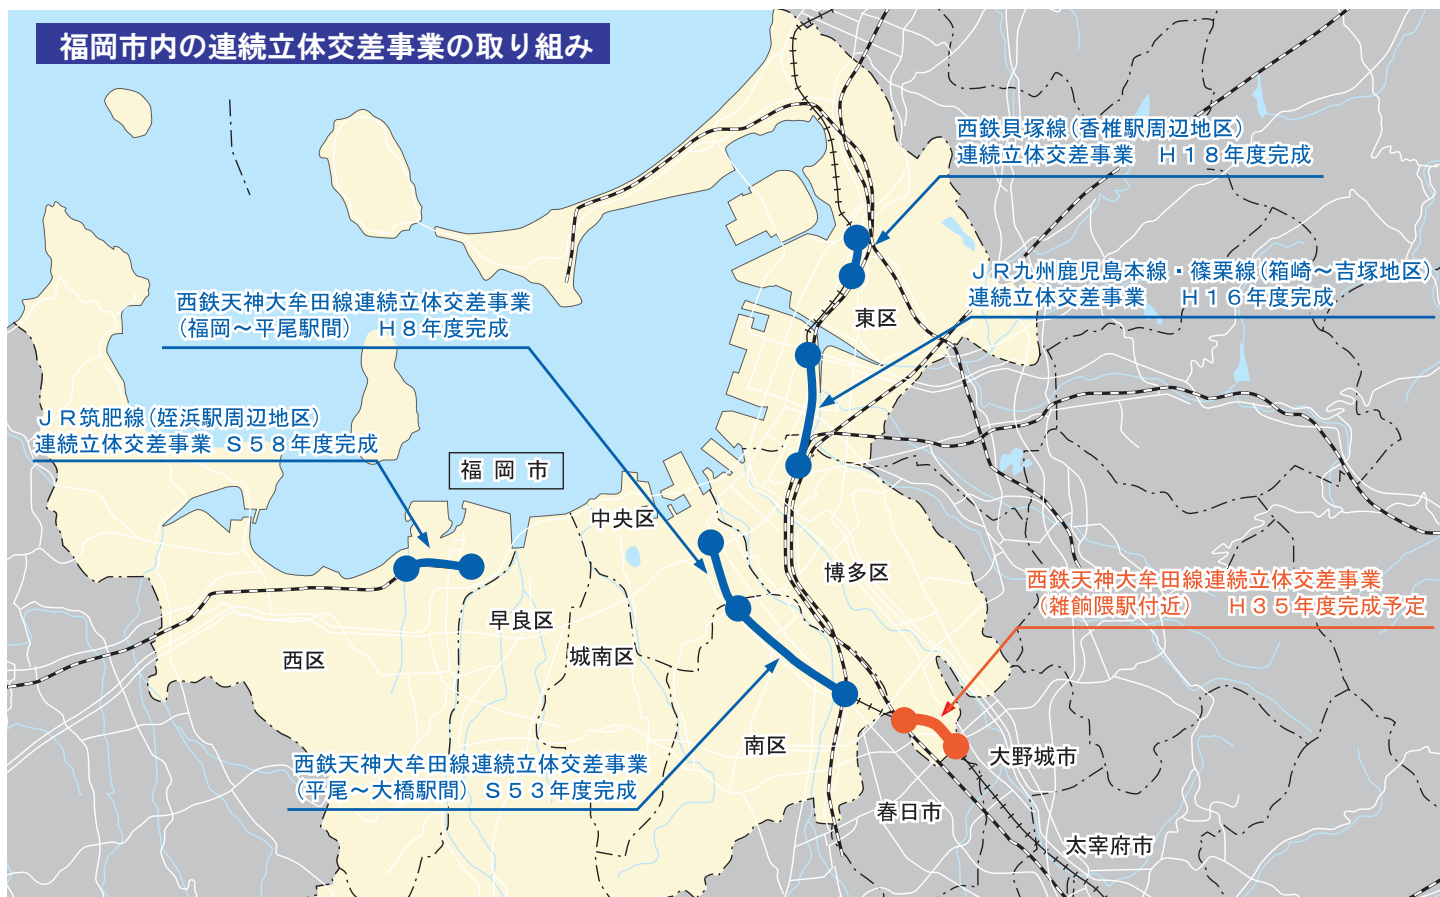 福岡市内の連続立体交差事業の取り組み
西鉄貝塚線(香椎駅周辺地区)
連続立体交差事業　H18年度完成
JR九州鹿児島本線・篠栗線(箱崎～吉塚地区)
連続立体交差事業　H16年度完成
西鉄天神大牟田線連続立体交差事業
(福岡～平尾駅間)　H8年度完成
東区
JR筑肥線(姪浜駅周辺地区)
連続立体交差事業 S58年度完成
福岡市
中央区
博多区
西鉄天神大牟田線連続立体交差事業
(雑餉隈駅付近)　H35年度完成予定
早良区
城南区
西区
南区
大野城市
西鉄天神大牟田線連続立体交差事業
(平尾～大橋駅間) S53年度完成
春日市
太宰府市